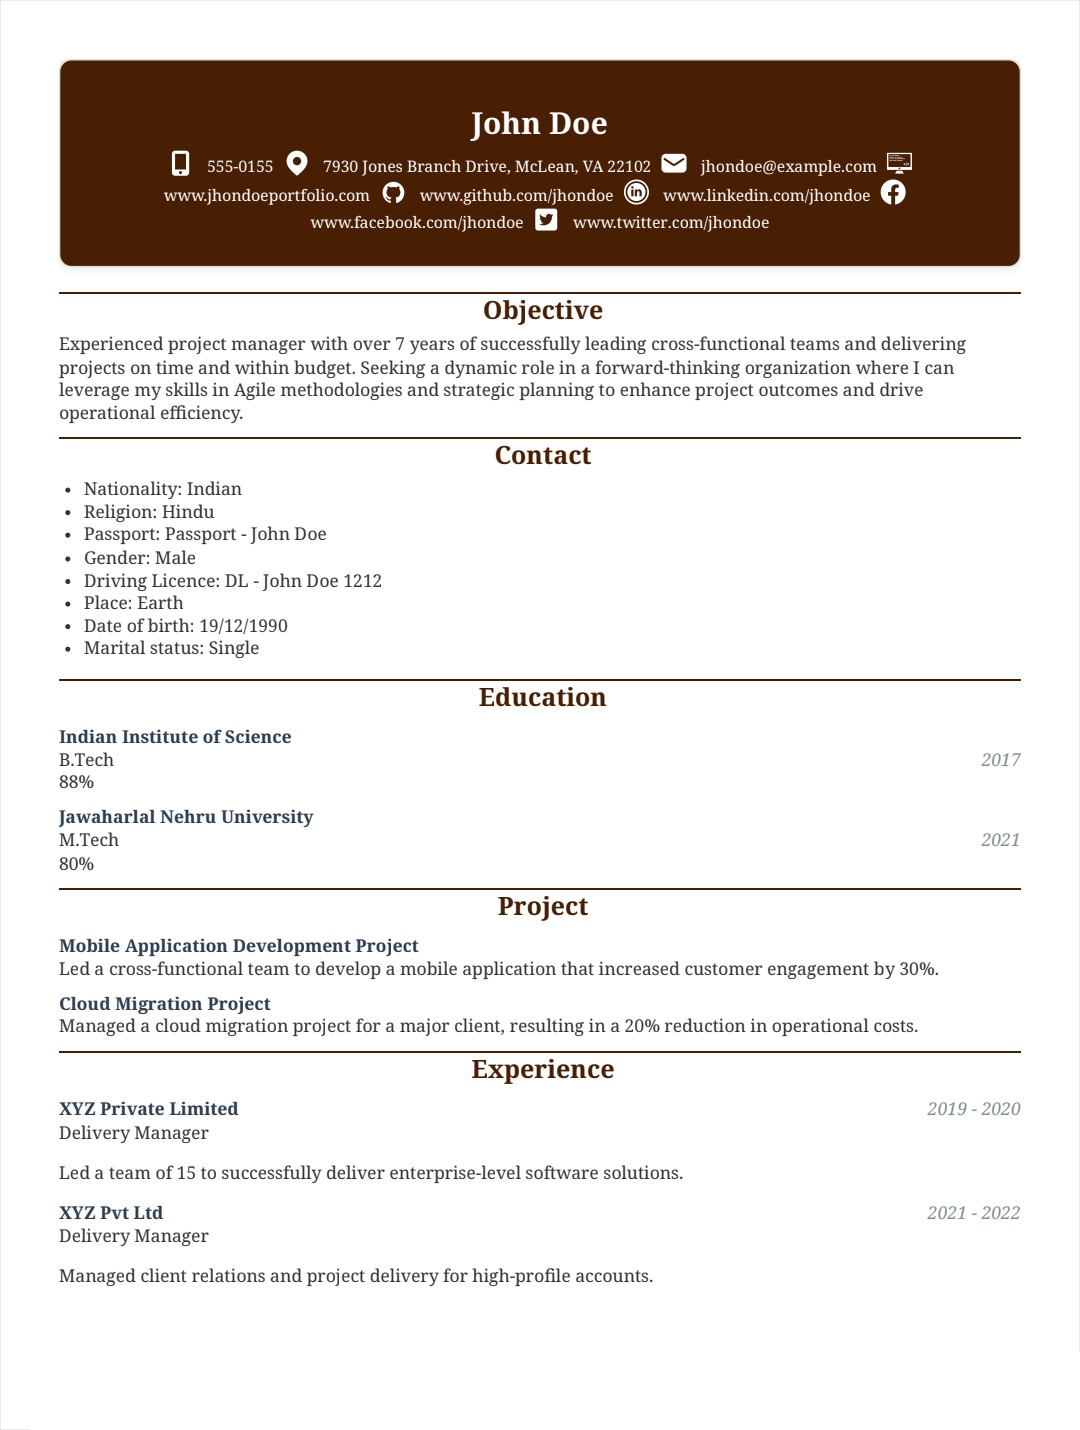 John Doe
555-0155 7930 Jones Branch Drive, McLean, VA 22102 jhondoe@example.com
www.jhondoeportfolio.com www.github.com/jhondoe www.linkedin.com/jhondoe
www.facebook.com/jhondoe www.twitter.com/jhondoe
Objective
Experienced project manager with over 7 years of successfully leading cross-functional teams and delivering
projects on time and within budget. Seeking a dynamic role in a forward-thinking organization where I can
leverage my skills in Agile methodologies and strategic planning to enhance project outcomes and drive
operational efficiency.
Contact
• Nationality: Indian
• Religion: Hindu
• Passport: Passport - John Doe
• Gender: Male
• Driving Licence: DL - John Doe 1212
• Place: Earth
• Date of birth: 19/12/1990
• Marital status: Single
Education
Indian Institute of Science
B.Tech 2017
88%
Jawaharlal Nehru University
M.Tech 2021
80%
Project
Mobile Application Development Project
Led a cross-functional team to develop a mobile application that increased customer engagement by 30%.
Cloud Migration Project
Managed a cloud migration project for a major client, resulting in a 20% reduction in operational costs.
Experience
XYZ Private Limited 2019 - 2020
Delivery Manager
Led a team of 15 to successfully deliver enterprise-level software solutions.
XYZ Pvt Ltd 2021 - 2022
Delivery Manager
Managed client relations and project delivery for high-profile accounts.